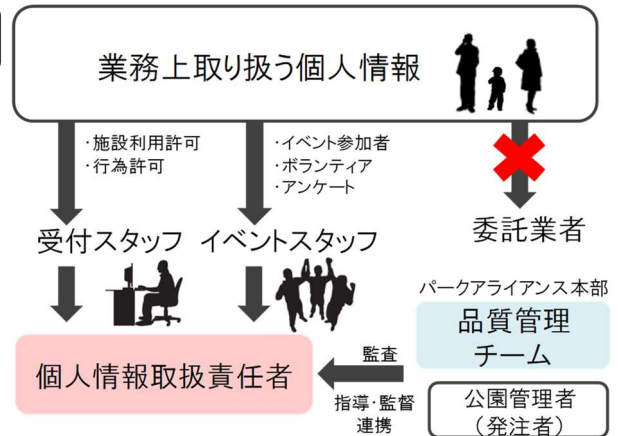 業務上取り扱う個人情報
・施設利用許可
・行為許可
・イベント参加者
・ボランティア
・アンケート
受付スタッフ
イベントスタッフ
委託業者
パークアライアンス本部
品質管理
チーム
個人情報取扱責任者
監査
指導・監督
連携
公園管理者
（発注者）